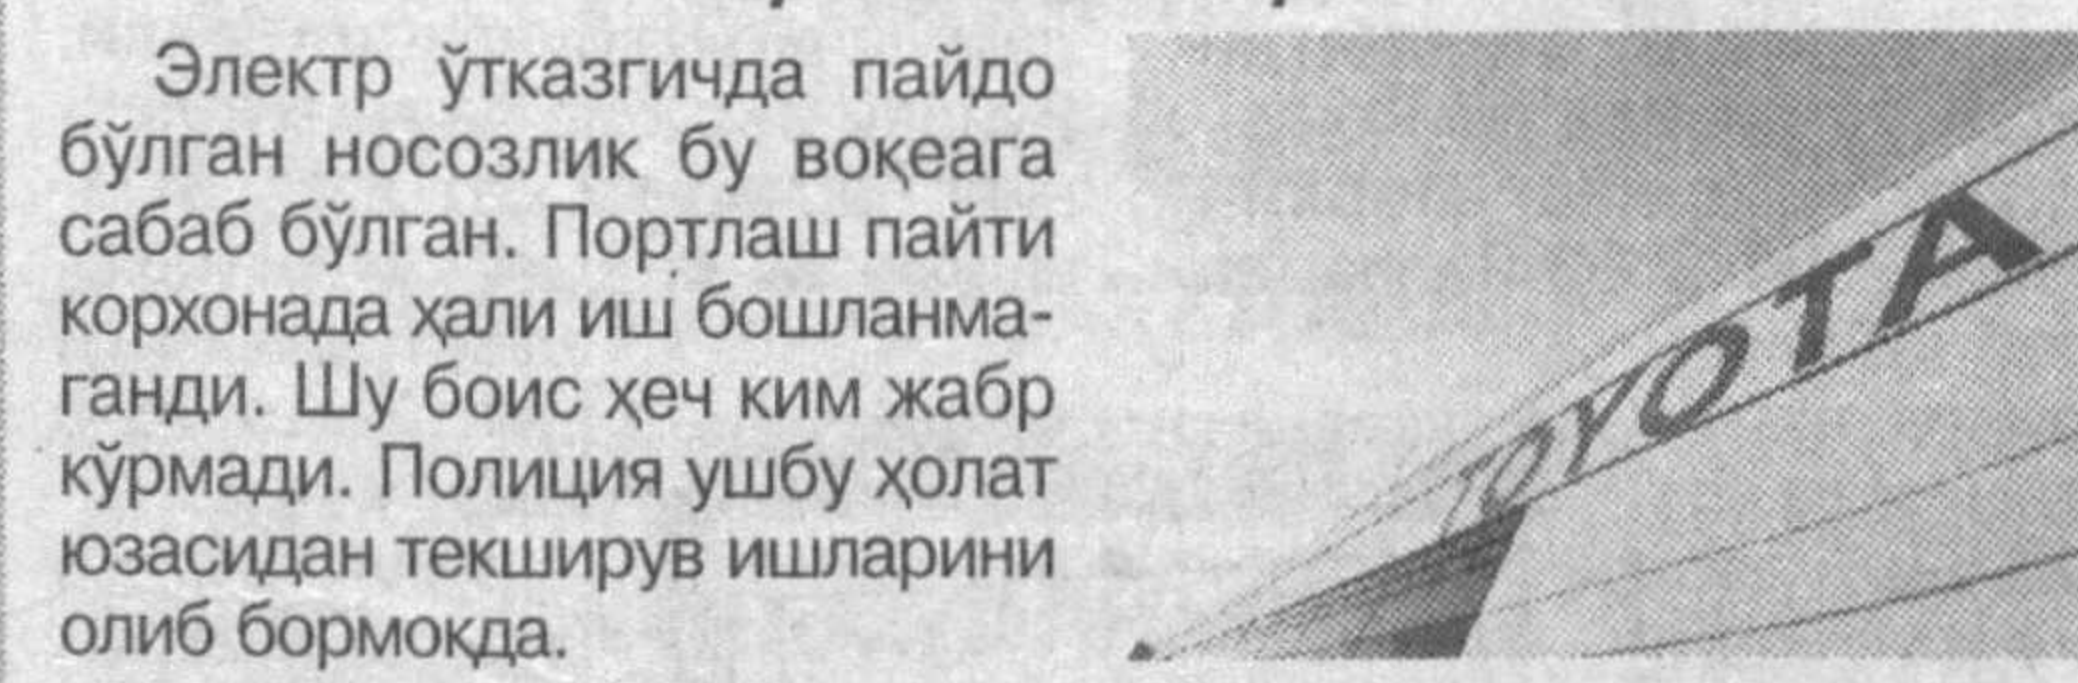 Электр ўтказгичда пайдо
бўлган носозлик бу воқеага
сабаб бўлган. Портлаш пайти
корхонада ҳали иш бошланма-
ганди. Шу боис ҳеч ким жабр
кўрмади. Полиция ушбу ҳолат
юзасидан текширув ишларини
олиб бормоқда.
TOYOTA